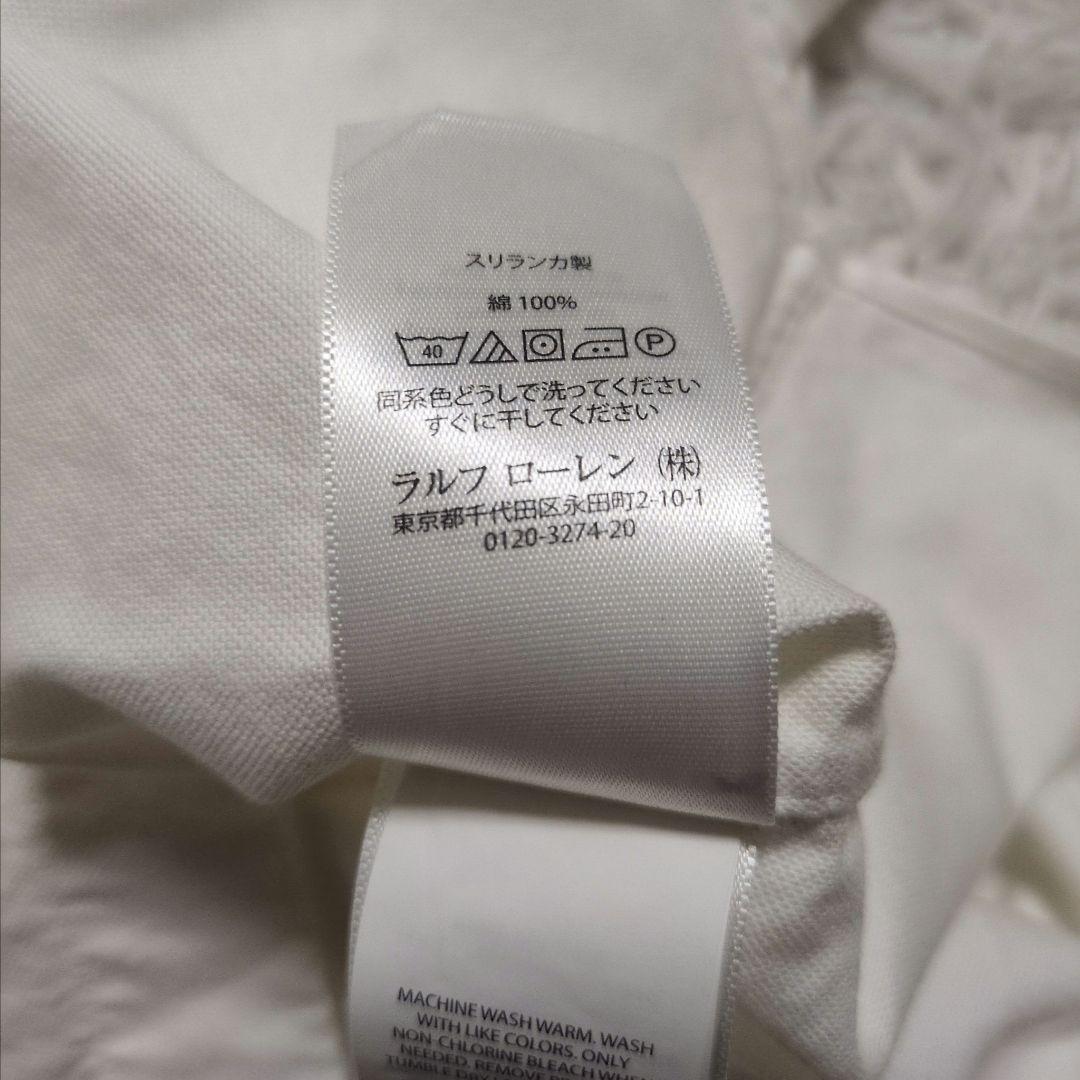 スリランカ製
綿 100%
40
P
同系色どうしで洗ってください
すぐに干してください
ラルフ ローレン (株)
東京都千代田区永田町2-10-1
0120-3274-20
MACHINE WASH WARM. WASH
WITH LIKE COLORS. ONLY
NON-CHLORINE BLEACH WHEN
NEEDED. REMOVE
TUMBLE DRY